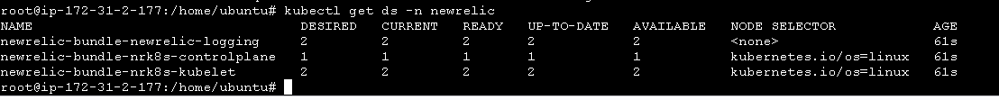 root@ip-172-31-2-177:/home/ubuntu# kubectl get ds -n newrelic
NAME DESIRED CURRENT READY UP-TO-DATE AVAILABLE NODE SELECTOR AGE
newrelic-bundle-newrelic-logging 2 2 2 2 2 <none> 61s
newrelic-bundle-nrk8s-controlplane 1 1 1 1 1 kubernetes.io/os=linux 61s
newrelic-bundle-nrk8s-kubelet 2 2 2 2 2 kubernetes.io/os=linux 61s
root@ip-172-31-2-177:/home/ubuntu#